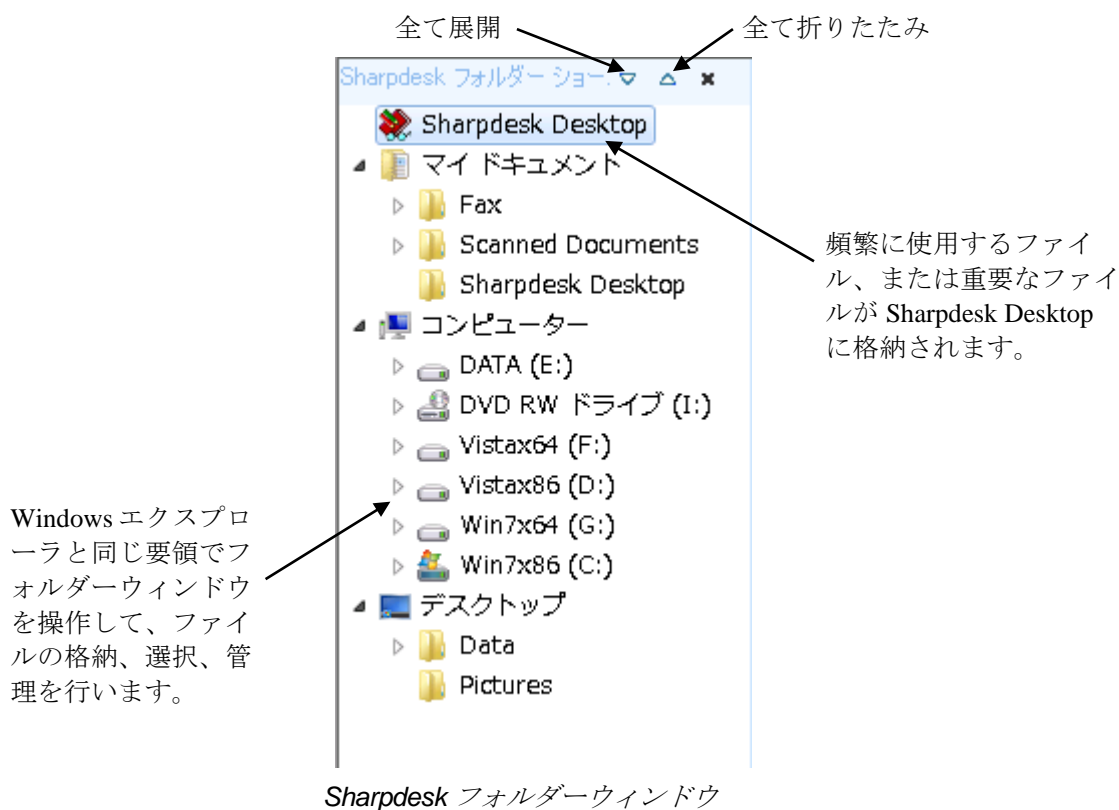 全て展開
全て折りたたみ
Sharpdesk フォルダー ショー
Sharpdesk Desktop
マイ ドキュメント
Fax
Scanned Documents
Sharpdesk Desktop
コンピューター
DATA (E:)
DVD RW ドライブ (I:)
Vistax64 (F:)
Vistax86 (D:)
Win7x64 (G:)
Win7x86 (C:)
デスクトップ
Data
Pictures
頻繁に使用するファイ
ル、または重要なファイ
ルが Sharpdesk Desktop
に格納されます。
Windows エクスプロ
ーラと同じ要領でフ
ォルダーウィンドウ
を操作して、ファイ
ルの格納、選択、管
理を行います。
Sharpdesk フォルダーウィンドウ